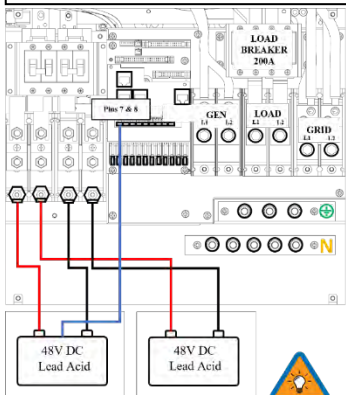 LOAD
BREAKER
200A
Pins 7 & 8
GEN
L1 L2
LOAD
L1 L2
GRID
L1 L2
N
48V DC
Lead Acid
48V DC
Lead Acid